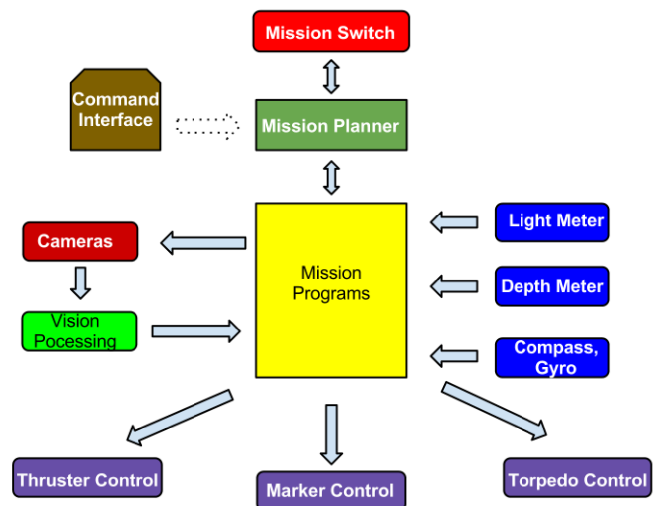 Mission Switch
Command
Interface
Mission Planner
Cameras
Mission
Programs
Light Meter
Depth Meter
Vision
Pocessing
Compass,
Gyro
Thruster Control
Marker Control
Torpedo Control